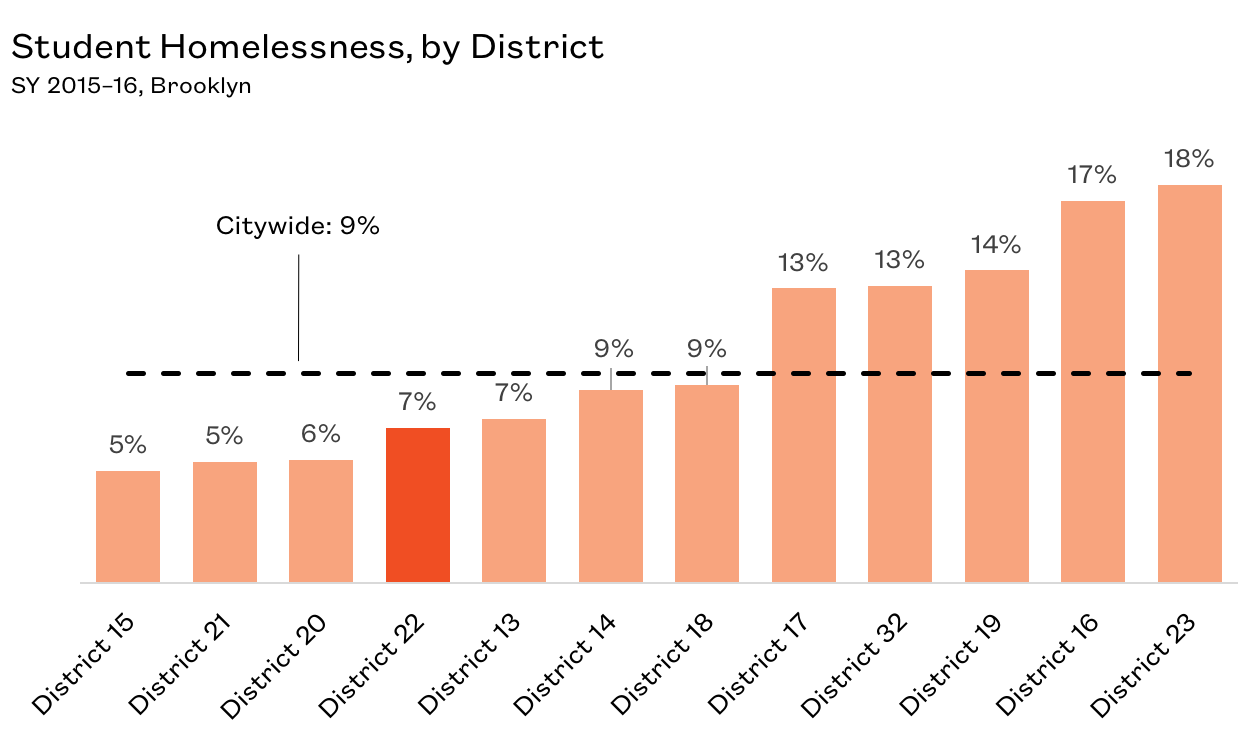 Student Homelessness, by District
SY 2015–16, Brooklyn
Citywide: 9%
5%
5%
6%
7%
7%
9%
9%
13%
13%
14%
17%
18%
District 15
District 21
District 20
District 22
District 13
District 14
District 18
District 17
District 32
District 19
District 16
District 23